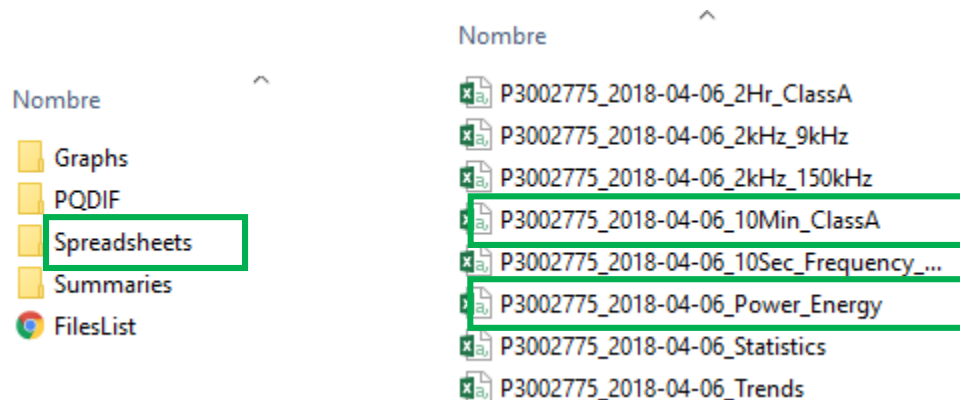 Nombre
Graphs
PQDIF
Spreadsheets
Summaries
FilesList
Nombre
P3002775_2018-04-06_2Hr_ClassA
P3002775_2018-04-06_2kHz_9kHz
P3002775_2018-04-06_2kHz_150kHz
P3002775_2018-04-06_10Min_ClassA
P3002775_2018-04-06_10Sec_Frequency_...
P3002775_2018-04-06_Power_Energy
P3002775_2018-04-06_Statistics
P3002775_2018-04-06_Trends